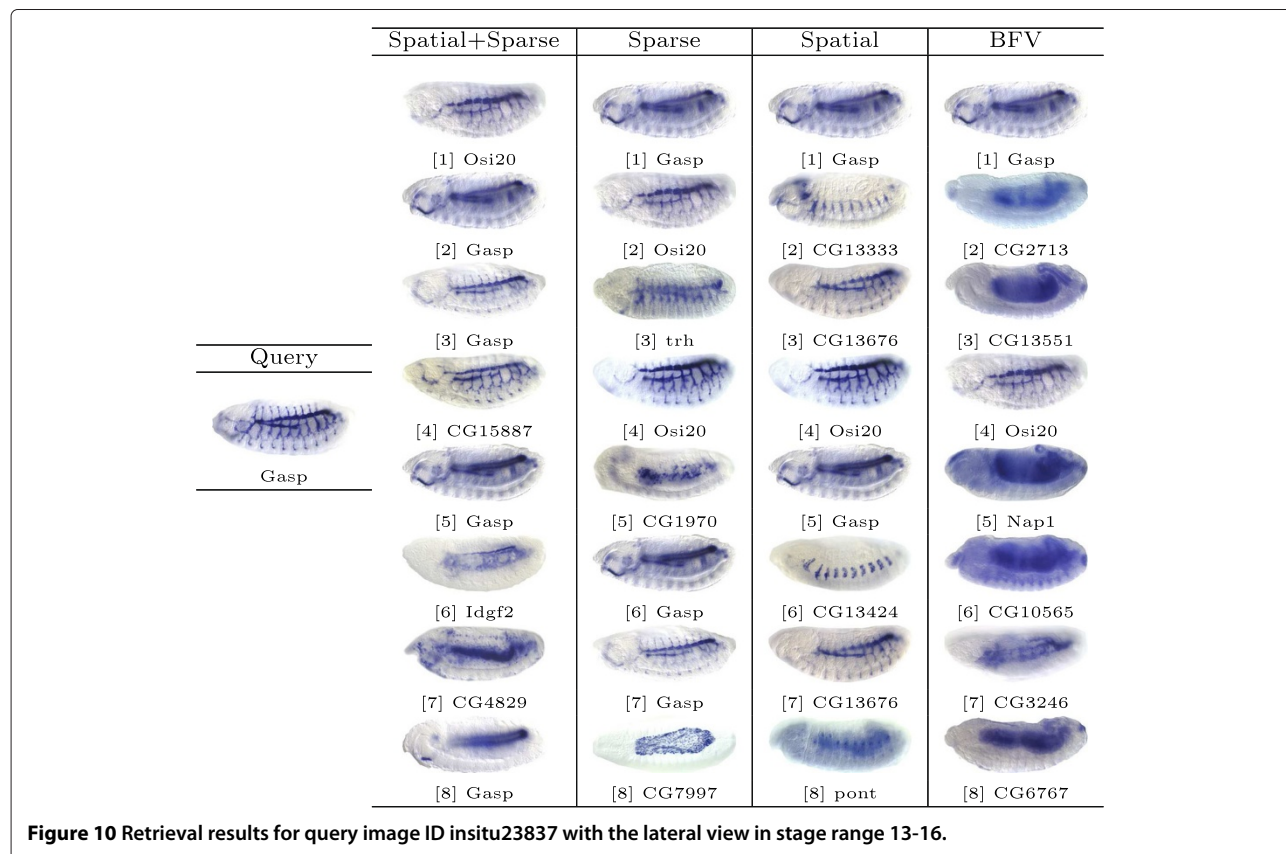 Spatial+Sparse Sparse Spatial BFV
[1] Osi20 [1] Gasp [1] Gasp [1] Gasp
[2] Gasp [2] Osi20 [2] CG13333 [2] CG2713
[3] Gasp [3] trh [3] CG13676 [3] CG13551
Query
[4] CG15887 [4] Osi20 [4] Osi20 [4] Osi20
Gasp
[5] Gasp [5] CG1970 [5] Gasp [5] Nap1
[6] Idgf2 [6] Gasp [6] CG13424 [6] CG10565
[7] CG4829 [7] Gasp [7] CG13676 [7] CG3246
[8] Gasp [8] CG7997 [8] pont [8] CG6767
Figure 10 Retrieval results for query image ID insitu23837 with the lateral view in stage range 13-16.